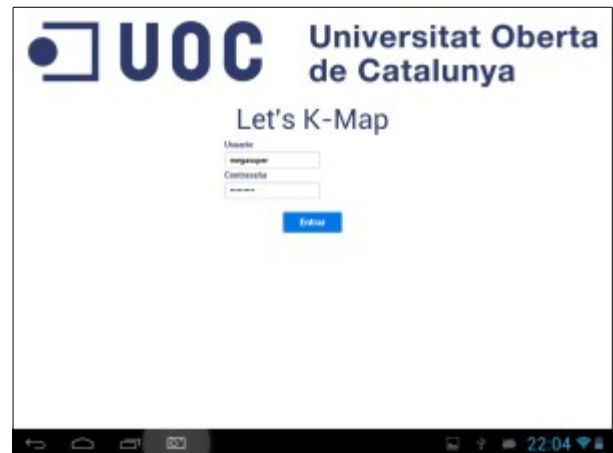 UOC
Universitat Oberta
de Catalunya
Let's K-Map
Usuario
Contraseña
Entrar
22:04